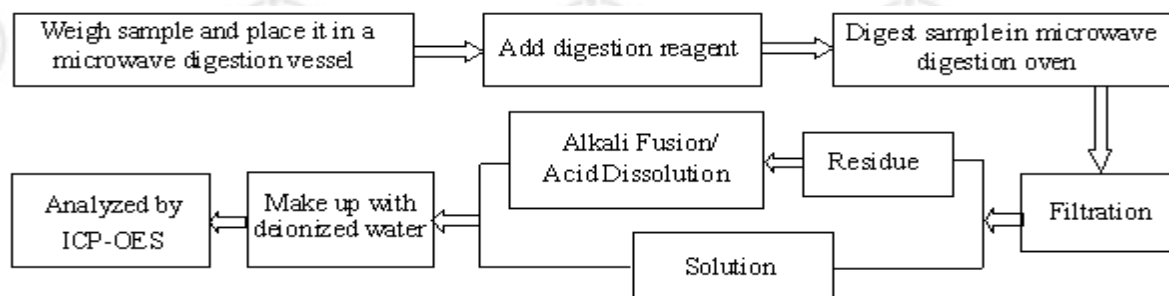 Weigh sample and place it in a
microwave digestion vessel
Add digestion reagent
Digest sample in microwave
digestion oven
Filtration
Residue
Alkali Fusion/
Acid Dissolution
Solution
Make up with
deionized water
Analyzed by
ICP-OES